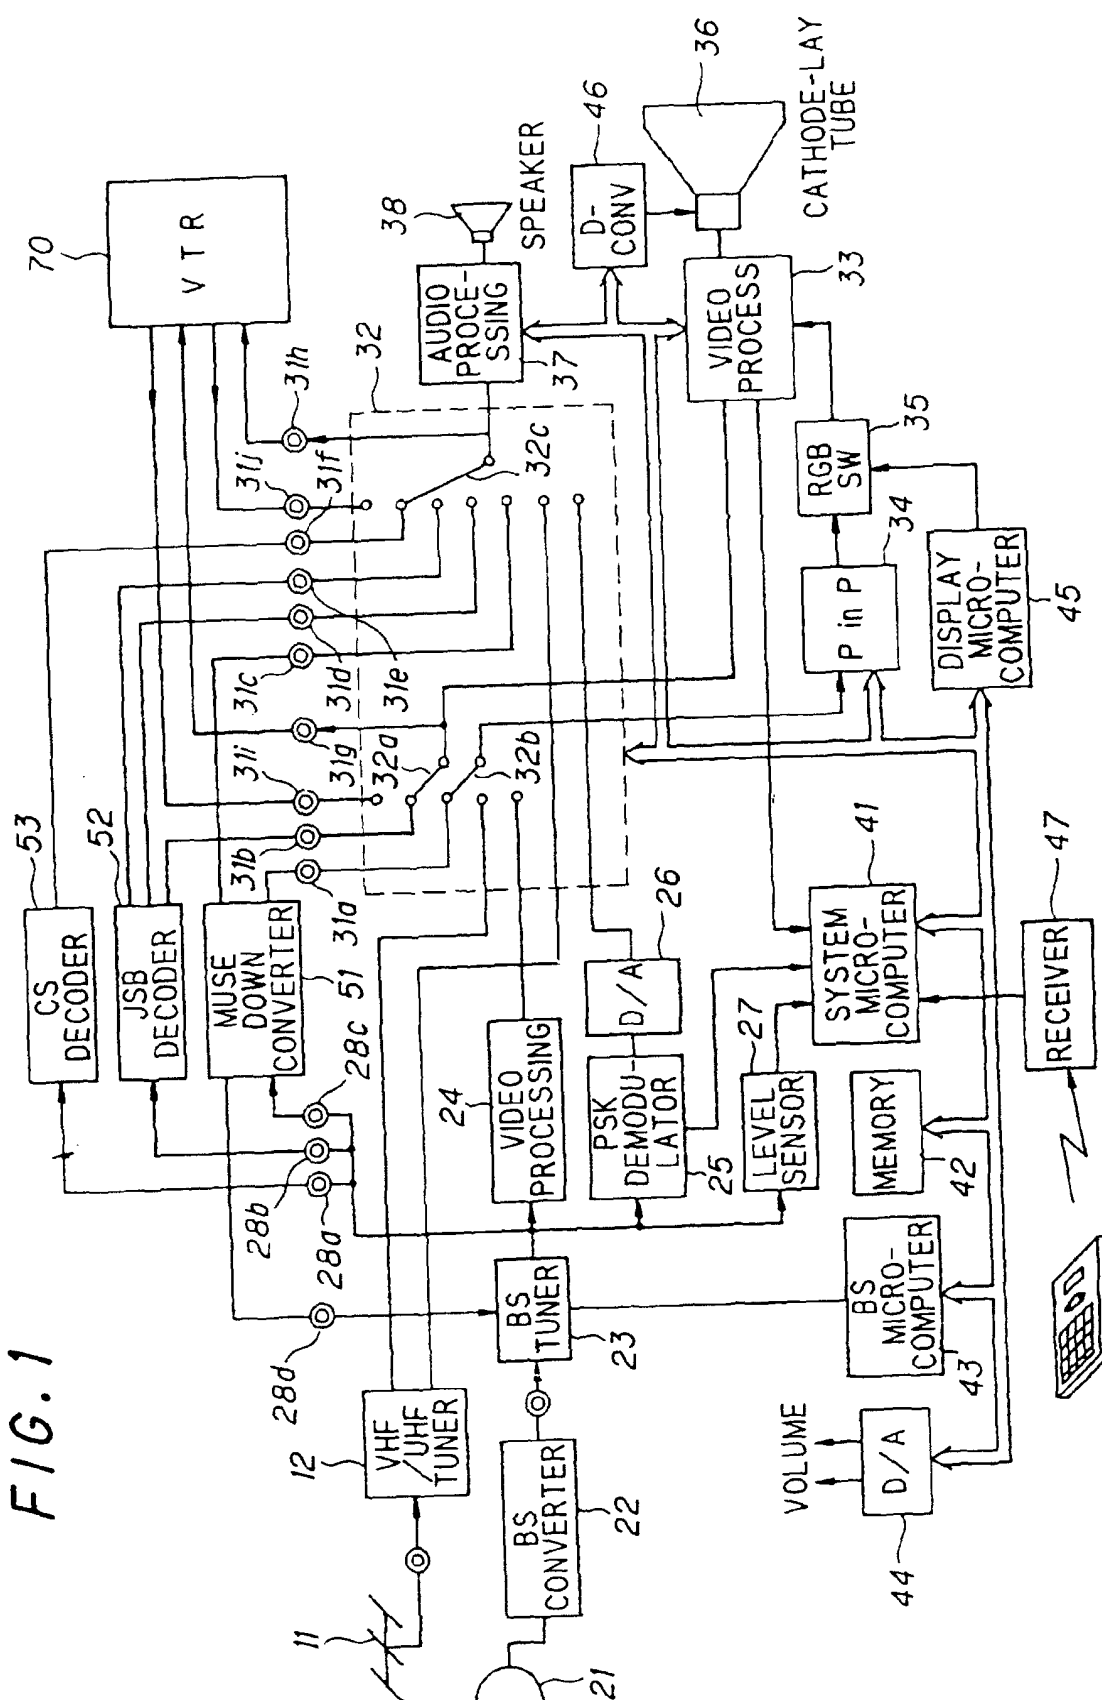 FIG. 1
70
VTR
53
CS
DECODER
52
JSB
DECODER
MUSE
DOWN
CONVERTER
51
28c
28b
28a
28d
31a
31b
31i
31g
31c
31d
31e
31f
31j
31h
32
32a
32b
32c
38
SPEAKER
AUDIO
PROCE-
SSING
37
D-
CONV
46
36
CATHODE-LAY
TUBE
VIDEO
PROCESS
33
RGB
SW
35
P in P
34
DISPLAY
MICRO-
COMPUTER
45
11
12
VHF
/UHF
TUNER
21
BS
CONVERTER
22
BS
TUNER
23
24
VIDEO
PROCESSING
PSK
DEMODU-
LATOR
25
D/A
26
LEVEL
SENSOR
27
SYSTEM
MICRO-
COMPUTER
41
MEMORY
42
BS
MICRO-
COMPUTER
43
VOLUME
D/A
44
RECEIVER
47